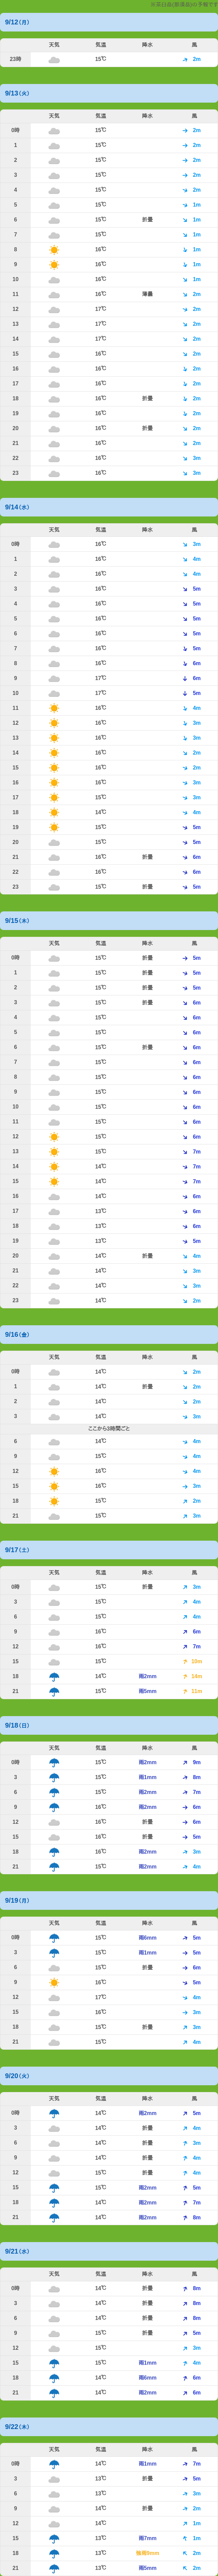 ※英日曲(観滝曲)の予報です
9/12(月)
天気 気温 降水 風
23時 15℃ 2m
9/13(火)
天気 気温 降水 風
0時 15℃ 2m
1 15℃ 2m
2 15℃ 2m
3 15℃ 2m
4 15℃ 2m
5 15℃ 1m
6 15℃ 折曇 1m
7 15℃ 1m
8 16℃ 1m
9 16℃ 1m
10 16℃ 1m
11 16℃ 薄曇 2m
12 17℃ 2m
13 17℃ 2m
14 17℃ 2m
15 16℃ 2m
16 16℃ 2m
17 16℃ 2m
18 16℃ 折曇 2m
19 16℃ 2m
20 16℃ 折曇 2m
21 16℃ 2m
22 16℃ 3m
23 16℃ 3m
9/14(水)
天気 気温 降水 風
0時 16℃ 3m
1 16℃ 4m
2 16℃ 4m
3 16℃ 5m
4 16℃ 5m
5 16℃ 5m
6 16℃ 5m
7 16℃ 5m
8 16℃ 6m
9 17℃ 6m
10 17℃ 5m
11 16℃ 4m
12 16℃ 3m
13 16℃ 3m
14 16℃ 2m
15 16℃ 2m
16 16℃ 3m
17 15℃ 3m
18 14℃ 4m
19 15℃ 5m
20 15℃ 5m
21 16℃ 折曇 6m
22 16℃ 6m
23 15℃ 折曇 5m
9/15(木)
天気 気温 降水 風
0時 15℃ 折曇 5m
1 15℃ 折曇 5m
2 15℃ 折曇 5m
3 15℃ 折曇 6m
4 15℃ 6m
5 15℃ 6m
6 15℃ 折曇 6m
7 15℃ 6m
8 15℃ 6m
9 15℃ 6m
10 15℃ 6m
11 15℃ 6m
12 15℃ 6m
13 15℃ 7m
14 14℃ 7m
15 14℃ 7m
16 14℃ 6m
17 13℃ 6m
18 13℃ 6m
19 13℃ 5m
20 14℃ 折曇 4m
21 14℃ 3m
22 14℃ 3m
23 14℃ 2m
9/16(金)
天気 気温 降水 風
0時 14℃ 2m
1 14℃ 折曇 2m
2 14℃ 2m
3 14℃ 3m
ここから3時間ごと
6 14℃ 4m
9 15℃ 4m
12 16℃ 4m
15 16℃ 3m
18 15℃ 2m
21 15℃ 3m
9/17(土)
天気 気温 降水 風
0時 15℃ 折曇 3m
3 15℃ 4m
6 15℃ 4m
9 16℃ 6m
12 16℃ 7m
15 15℃ 10m
18 14℃ 雨2mm 10m
21 15℃ 雨5mm 11m
9/18(日)
天気 気温 降水 風
0時 15℃ 雨2mm 9m
3 15℃ 雨1mm 8m
6 15℃ 雨2mm 7m
9 15℃ 雨2mm 6m
12 15℃ 折曇 6m
15 15℃ 折曇 5m
18 15℃ 雨2mm 3m
21 15℃ 雨2mm 4m
9/19(月)
天気 気温 降水 風
0時 15℃ 雨6mm 5m
3 15℃ 雨1mm 5m
6 15℃ 折曇 6m
9 16℃ 5m
12 17℃ 4m
15 16℃ 3m
18 15℃ 折曇 3m
21 15℃ 4m
9/20(火)
天気 気温 降水 風
0時 14℃ 雨2mm 5m
3 14℃ 折曇 4m
6 14℃ 折曇 3m
9 14℃ 折曇 4m
12 15℃ 折曇 4m
15 15℃ 雨2mm 5m
18 14℃ 雨2mm 7m
21 14℃ 雨2mm 8m
9/21(水)
天気 気温 降水 風
0時 14℃ 折曇 8m
3 14℃ 折曇 8m
6 14℃ 折曇 8m
9 15℃ 折曇 5m
12 15℃ 3m
15 15℃ 雨1mm 4m
18 14℃ 雨6mm 6m
21 14℃ 雨2mm 6m
9/22(木)
天気 気温 降水 風
0時 14℃ 雨1mm 7m
3 13℃ 折曇 5m
6 13℃ 3m
9 14℃ 折曇 2m
12 14℃ 1m
15 13℃ 雨7mm 1m
18 13℃ 2m
21 13℃ 雨5mm 2m